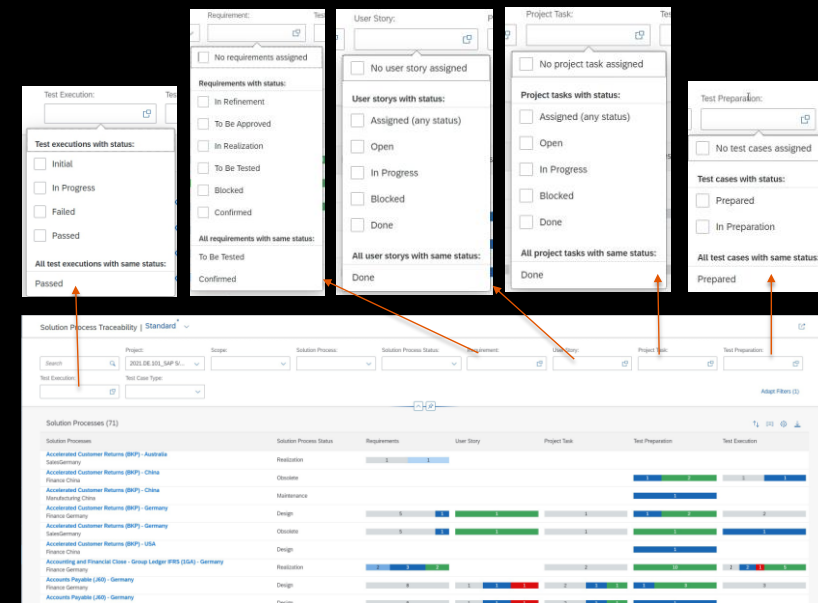 Requirement:
Tes
No requirements assigned
Requirements with status:
In Refinement
To Be Approved
In Realization
To Be Tested
Blocked
Confirmed
All requirements with same status:
To Be Tested
Confirmed
User Story:
P
No user story assigned
User storys with status:
Assigned (any status)
Open
In Progress
Blocked
Done
All user storys with same status:
Done
Project Task:
Tes
No project task assigned
Project tasks with status:
Assigned (any status)
Open
In Progress
Blocked
Done
All project tasks with same status:
Done
Test Execution:
Tes
Test executions with status:
Initial
In Progress
Failed
Passed
All test executions with same status:
Passed
Test Preparation:
No test cases assigned
Test cases with status:
Prepared
In Preparation
All test cases with same status:
Prepared
Solution Process Traceability | Standard*
Project: Scope: Solution Process: Solution Process Status: Requirement: User Story: Project Task: Test Preparation:
Search 2021.DE.101_SAP S/...
Test Execution: Test Case Type:
Adapt Filters (1)
Solution Processes (71)
Solution Processes Solution Process Status Requirements User Story Project Task Test Preparation Test Execution
Accelerated Customer Returns (BKP) - Australia
SalesGermany Realization 1 1
Accelerated Customer Returns (BKP) - China
Finance China Obsolete
Accelerated Customer Returns (BKP) - China
Manufacturing China Maintenance
Accelerated Customer Returns (BKP) - Germany
Finance Germany Design
Accelerated Customer Returns (BKP) - Germany
SalesGermany Obsolete
Accelerated Customer Returns (BKP) - USA
Finance China Design
Accounting and Financial Close - Group Ledger IFRS (1GA) - Germany
Finance Germany Realization
Accounts Payable (J60) - Germany
Finance Germany Design
Accounts Payable (J60) - Germany
Design